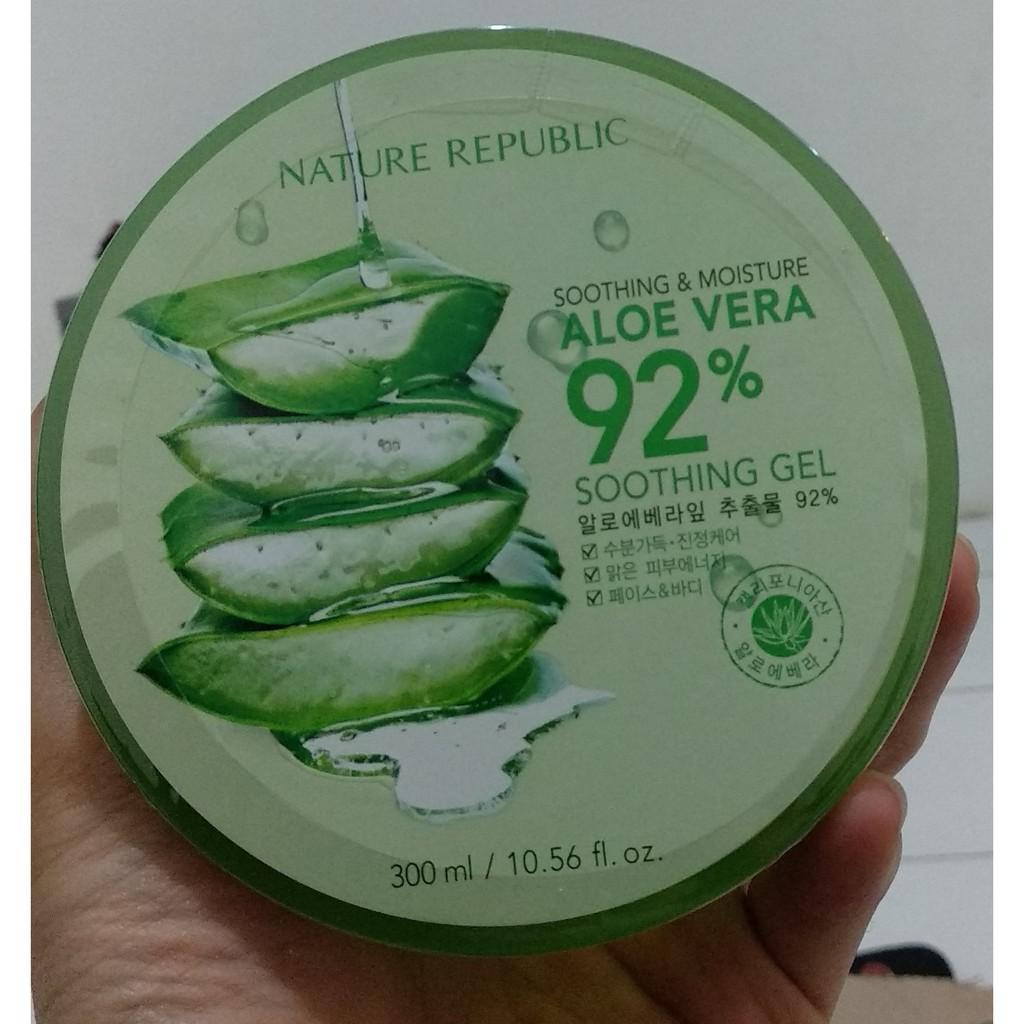 NATURE REPUBLIC
SOOTHING & MOISTURE
ALOE VERA
92%
SOOTHING GEL
알로에베라잎 추출물 92%
수분가득·진정케어
맑은 피부에너지
페이스&바디
캘리포니아산
알로에베라
300 ml / 10.56 fl. oz.